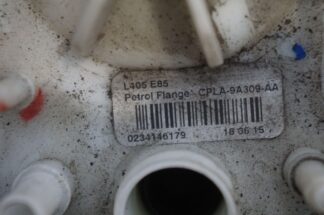 L405 E85
Petrol Flange - CPLA-9A309-AA
0234146179 18 06 15